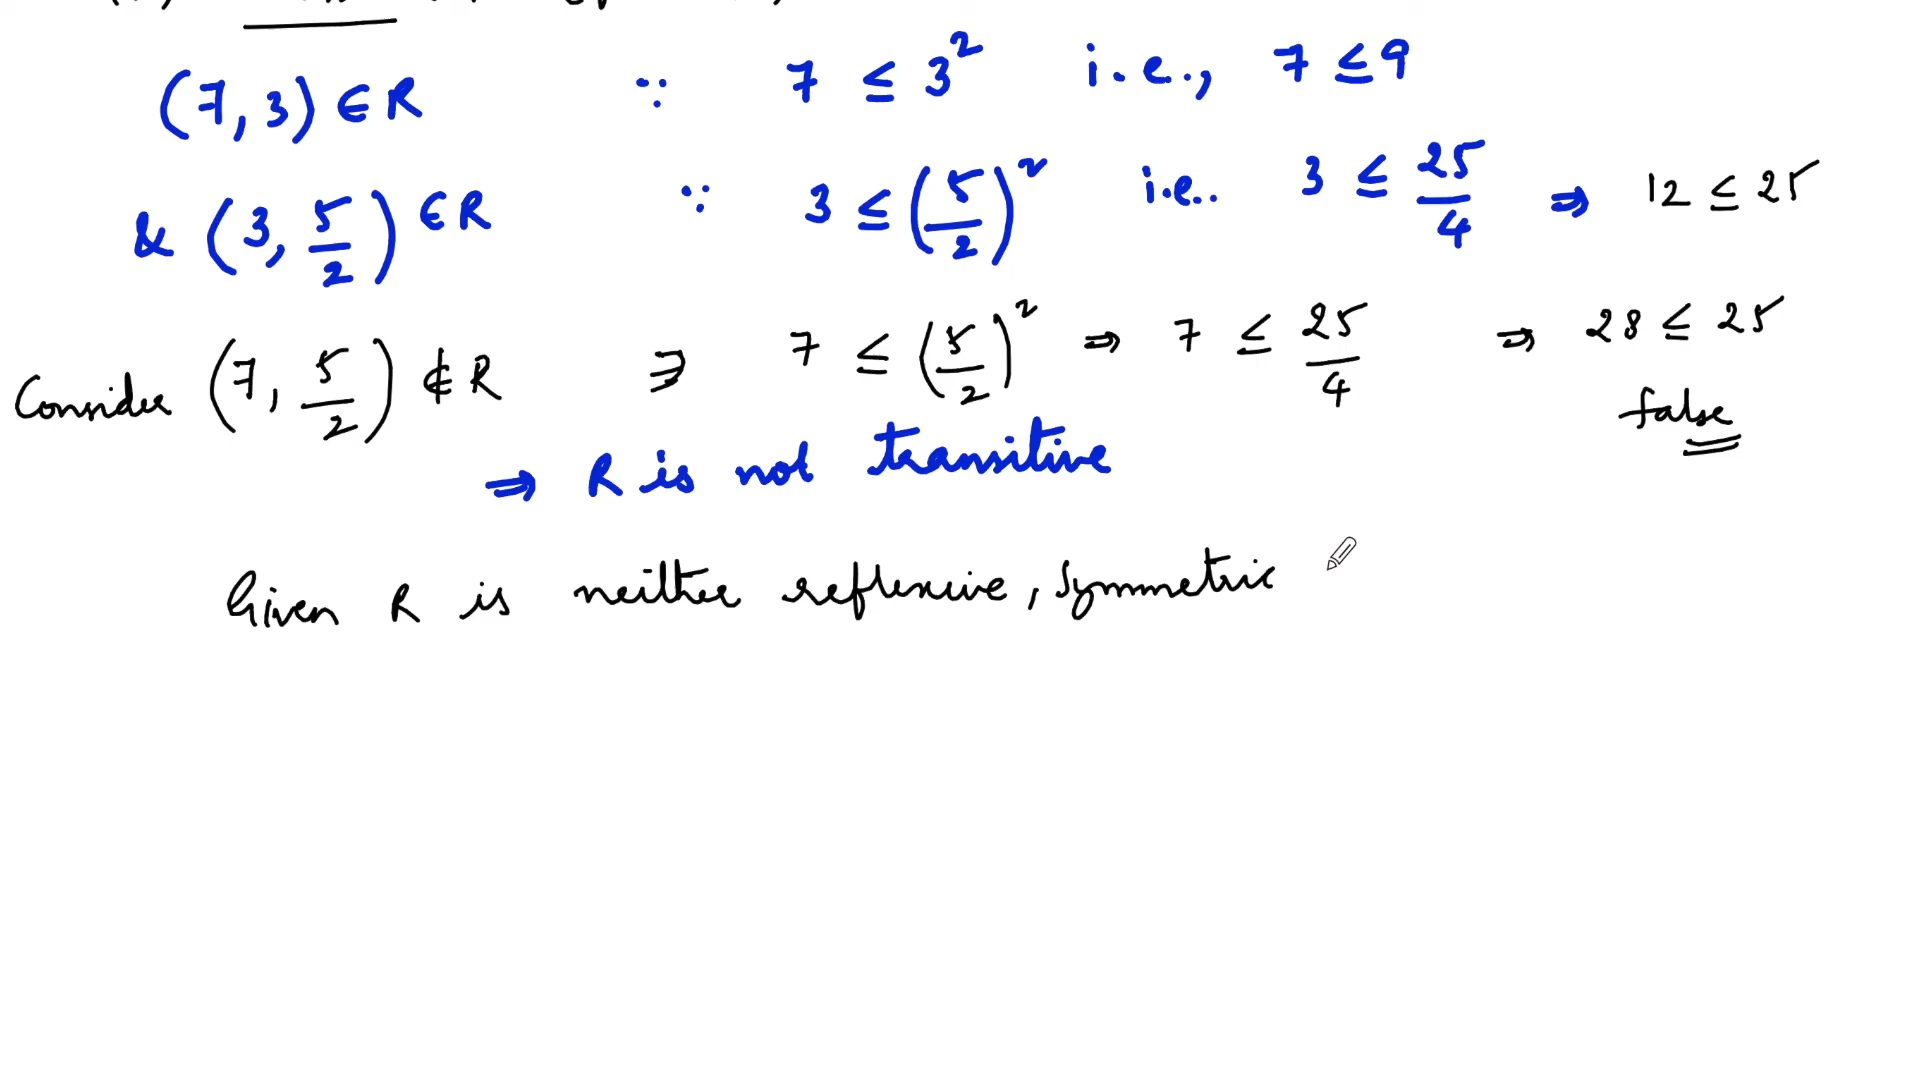 (7, 3) ∈ R ∵ 7 ≤ 3² i.e., 7 ≤ 9
& (3, 5/2) ∈ R ∵ 3 ≤ (5/2)² i.e.. 3 ≤ 25/4 ⇒ 12 ≤ 25
Consider (7, 5/2) ∉ R ∋ 7 ≤ (5/2)² ⇒ 7 ≤ 25/4 ⇒ 28 ≤ 25
false
⇒ R is not transitive
Given R is neither reflexive, Symmetric